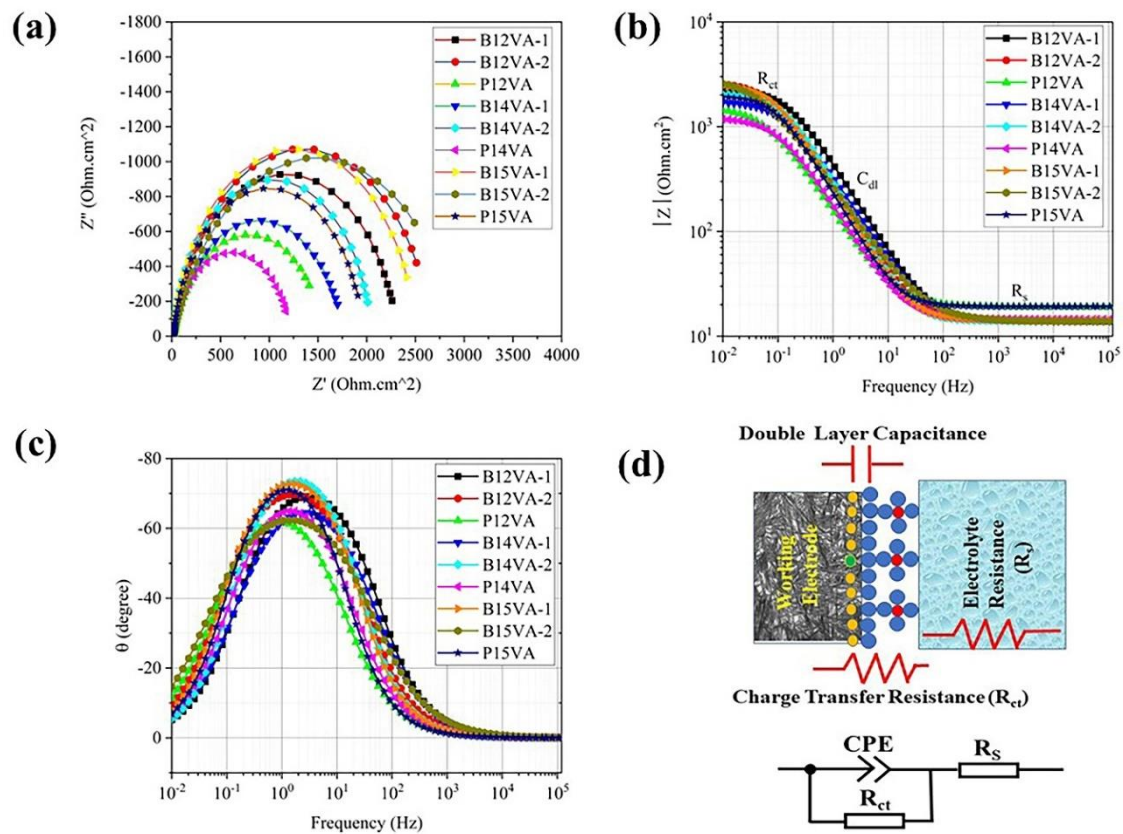 (a)
-1800
-1600
-1400
-1200
-1000
-800
-600
-400
-200
0
Z" (Ohm.cm^2)
0 500 1000 1500 2000 2500 3000 3500 4000
Z' (Ohm.cm^2)
B12VA-1
B12VA-2
P12VA
B14VA-1
B14VA-2
P14VA
B15VA-1
B15VA-2
P15VA
(b)
10^4
10^3
10^2
10^1
| Z | (Ohm.cm^2)
R_ct
C_dl
R_s
10^-2 10^-1 10^0 10^1 10^2 10^3 10^4 10^5
Frequency (Hz)
B12VA-1
B12VA-2
P12VA
B14VA-1
B14VA-2
P14VA
B15VA-1
B15VA-2
P15VA
(c)
-80
-60
-40
-20
0
θ (degree)
10^-2 10^-1 10^0 10^1 10^2 10^3 10^4 10^5
Frequency (Hz)
B12VA-1
B12VA-2
P12VA
B14VA-1
B14VA-2
P14VA
B15VA-1
B15VA-2
P15VA
(d)
Double Layer Capacitance
Working
Electrode
Electrolyte
Resistance
(R_s)
Charge Transfer Resistance (R_ct)
CPE
R_S
R_ct